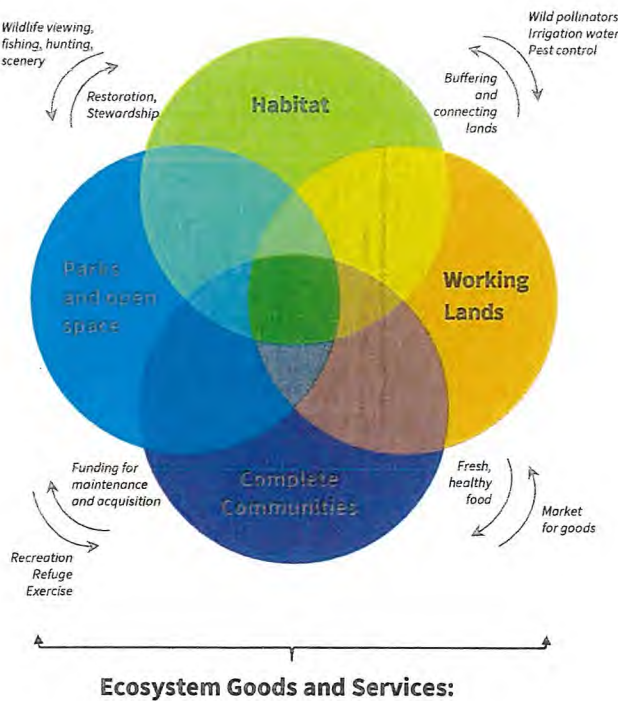 Wildlife viewing,
fishing, hunting,
scenery
Restoration,
Stewardship
Habitat
Wild pollinators
Irrigation water
Pest control
Buffering
and
connecting
lands
Parks
and open
space
Working
Lands
Funding for
maintenance
and acquisition
Recreation
Refuge
Exercise
Complete
Communities
Fresh,
healthy
food
Market
for goods
Ecosystem Goods and Services: